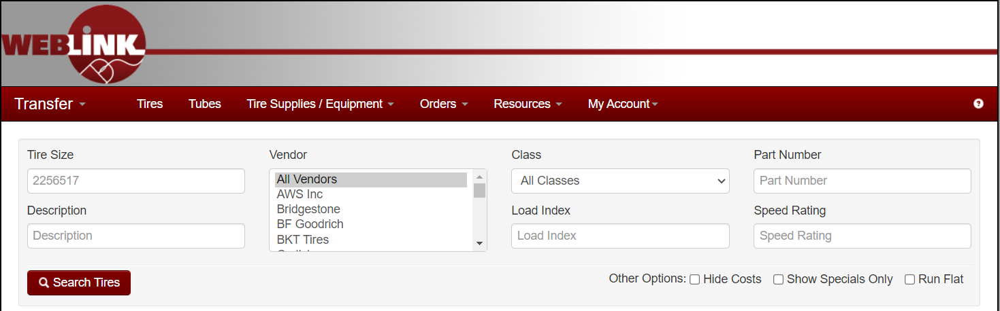 WEBLiNK
Transfer Tires Tubes Tire Supplies / Equipment Orders Resources My Account ?
Tire Size Vendor Class Part Number
2256517 All Vendors All Classes Part Number
AWS Inc
Description Bridgestone Load Index Speed Rating
BF Goodrich
Description BKT Tires Load Index Speed Rating
Search Tires Other Options: Hide Costs Show Specials Only Run Flat